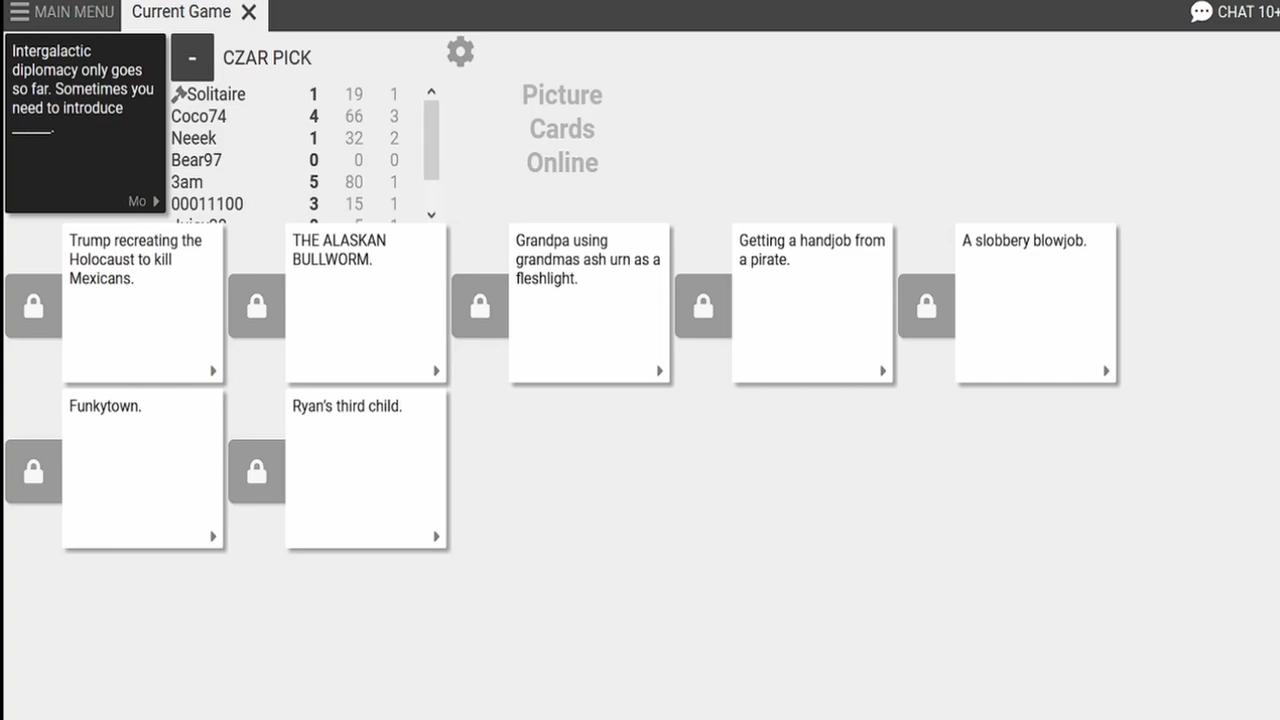 MAIN MENU
Current Game
CHAT 10+
Intergalactic
diplomacy only goes
so far. Sometimes you
need to introduce
_____.
Mo
-
CZAR PICK
Solitaire 1 19 1
Coco74 4 66 3
Neeek 1 32 2
Bear97 0 0 0
3am 5 80 1
00011100 3 15 1
Picture
Cards
Online
Trump recreating the
Holocaust to kill
Mexicans.
THE ALASKAN
BULLWORM.
Grandpa using
grandmas ash urn as a
fleshlight.
Getting a handjob from
a pirate.
A slobbery blowjob.
Funkytown.
Ryan's third child.